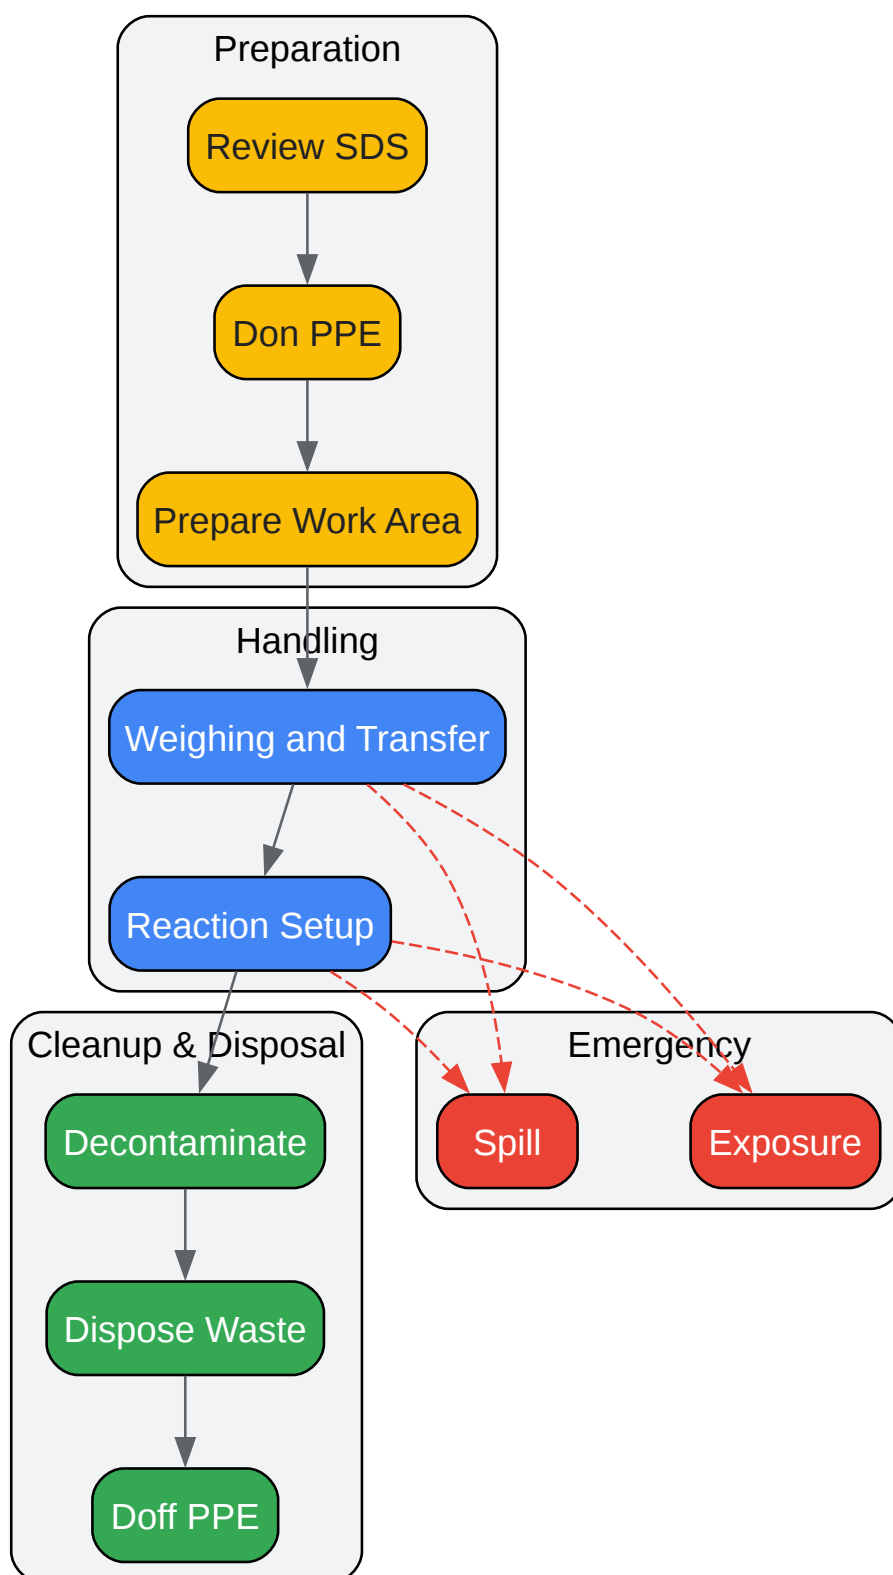 Preparation
Review SDS
Don PPE
Prepare Work Area
Handling
Weighing and Transfer
Reaction Setup
Cleanup & Disposal
Decontaminate
Dispose Waste
Doff PPE
Emergency
Spill
Exposure